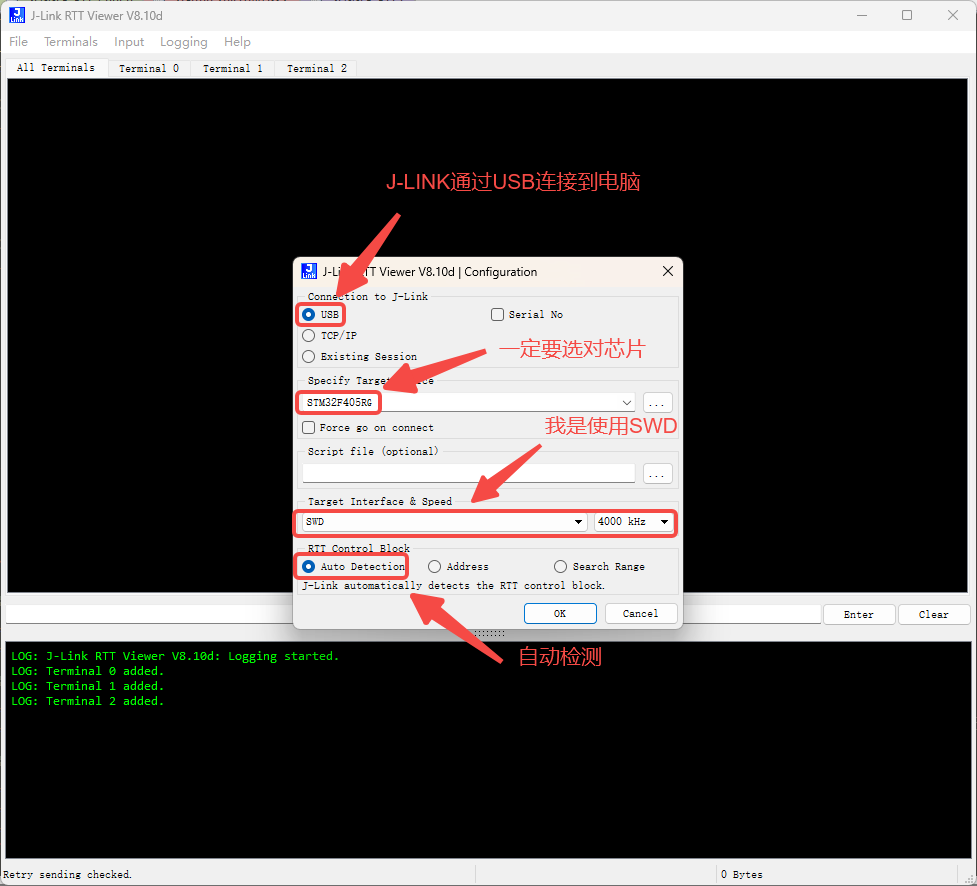 J-Link RTT Viewer V8.10d
File Terminals Input Logging Help
All Terminals Terminal 0 Terminal 1 Terminal 2
J-LINK通过USB连接到电脑
RTT Viewer V8.10d | Configuration
Connection to J-Link
USB Serial No
TCP/IP
一定要选对芯片
Existing Session
Specify Target
STM32F405RG ...
Force go on connect
我是使用SWD
Script file (optional)
...
Target Interface & Speed
SWD 4000 kHz
RTT Control Block
Auto Detection Address Search Range
J-Link automatically detects the RTT control block.
OK Cancel
Enter Clear
自动检测
LOG: J-Link RTT Viewer V8.10d: Logging started.
LOG: Terminal 0 added.
LOG: Terminal 1 added.
LOG: Terminal 2 added.
Retry sending checked. 0 Bytes